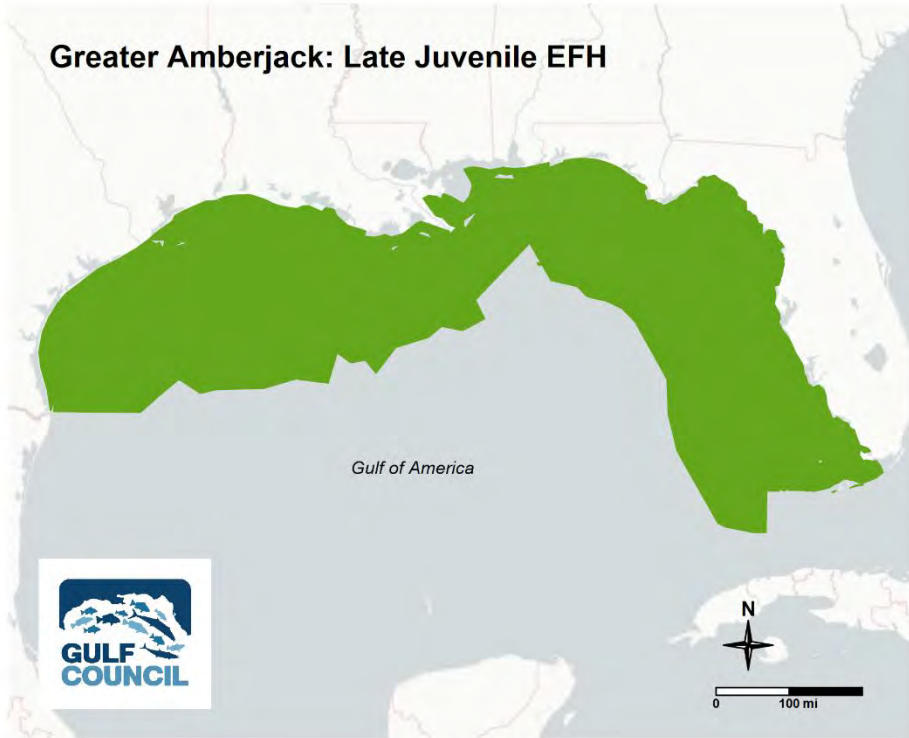 Greater Amberjack: Late Juvenile EFH
Gulf of America
GULF
COUNCIL
N
0 100 mi